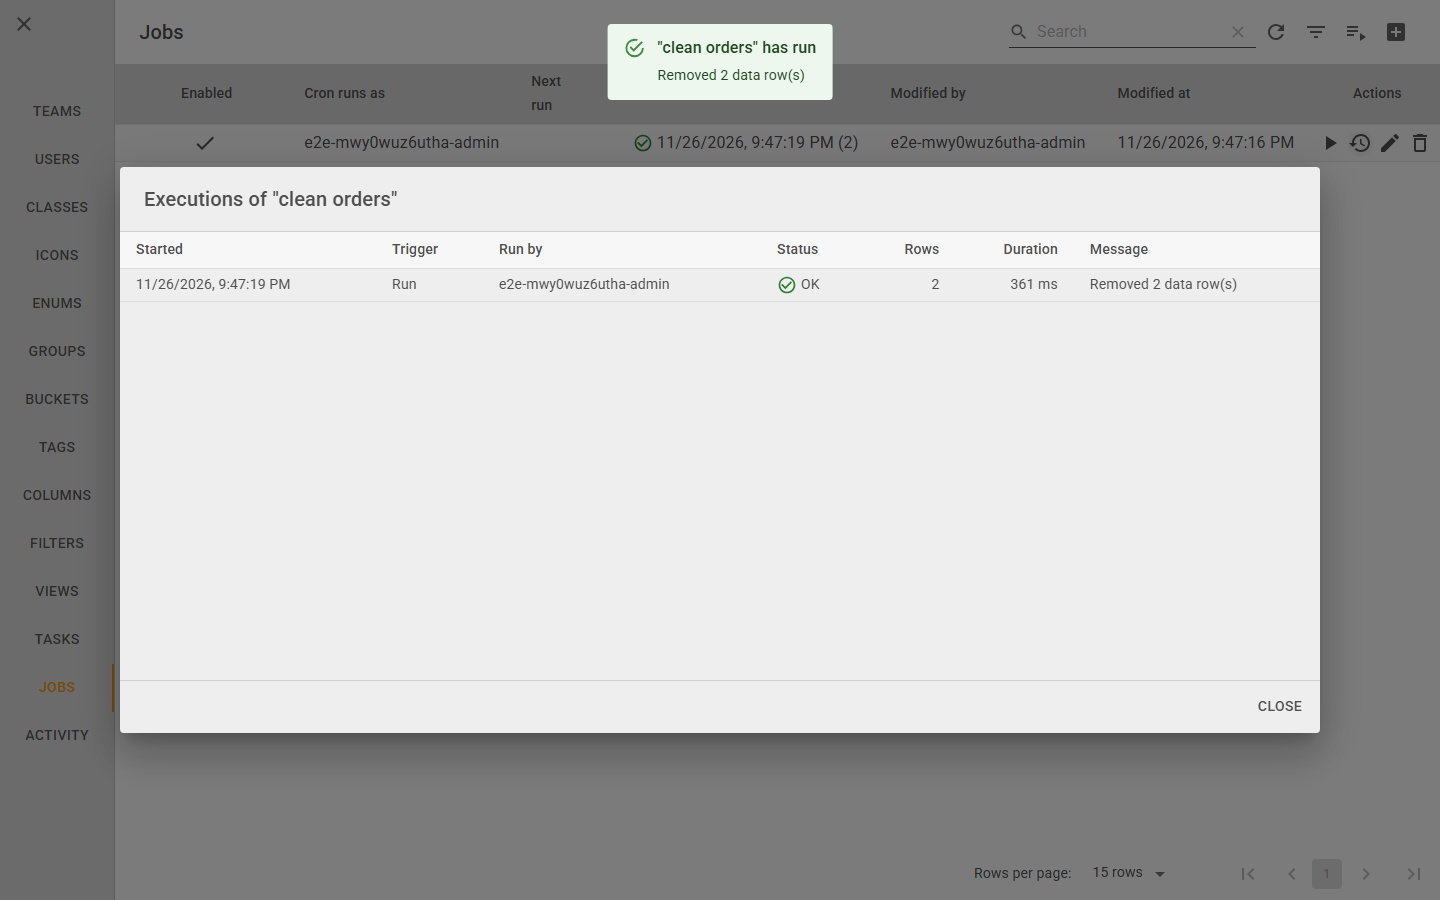 Jobs
Search
"clean orders" has run
Removed 2 data row(s)
TEAMS
USERS
CLASSES
ICONS
ENUMS
GROUPS
BUCKETS
TAGS
COLUMNS
FILTERS
VIEWS
TASKS
JOBS
ACTIVITY
Enabled
Cron runs as
Next
run
Modified by
Modified at
Actions
e2e-mwy0wuz6utha-admin
11/26/2026, 9:47:19 PM (2)
e2e-mwy0wuz6utha-admin
11/26/2026, 9:47:16 PM
Executions of "clean orders"
Started
Trigger
Run by
Status
Rows
Duration
Message
11/26/2026, 9:47:19 PM
Run
e2e-mwy0wuz6utha-admin
OK
2
361 ms
Removed 2 data row(s)
CLOSE
Rows per page:
15 rows
1